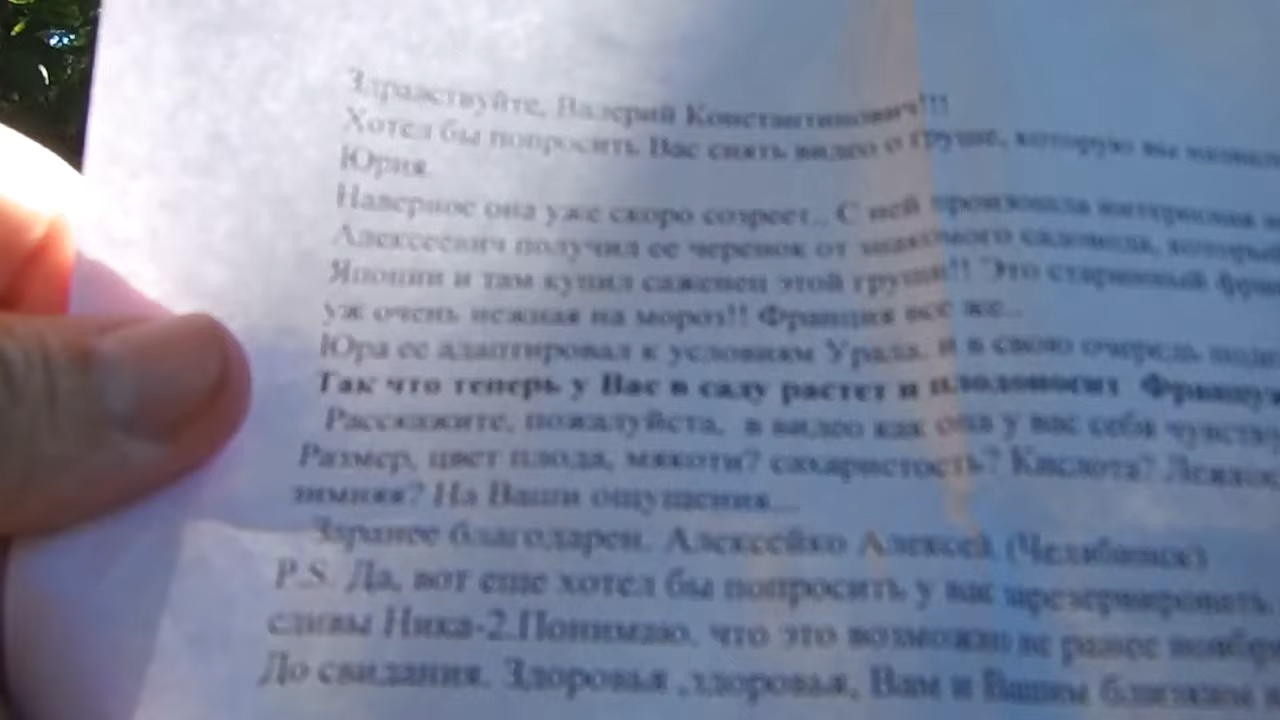 Здравствуйте, Валерий Константинович!!!
Хотел бы попросить Вас снять видео о груше, которую вы
Юрия.
Наверное она уже скоро созреет.. С ней произошла интересная
Алексеевич получил ее черенок от знакомого садовода, который
Японии и там купил саженец этой груши!! Это старинный
уж очень нежная на мороз!! Франция все же...
Юра ее адаптировал к условиям Урала. и в свою очередь
Так что теперь у Вас в саду растет и плодоносит
Расскажите, пожалуйста, в видео как она у вас себя
Размер, цвет плода, мякоти? сахаристость? Кислота?
зимняя? На Ваши ощущения...
Заранее благодарен. Алексейко Алексей (Челябинск)
P.S. Да, вот еще хотел бы попросить у вас зрезервировать.
сливы Ника-2.Понимаю, что это возможно не ранее
До свидания. Здоровья ,здоровья, Вам и Вашим близким